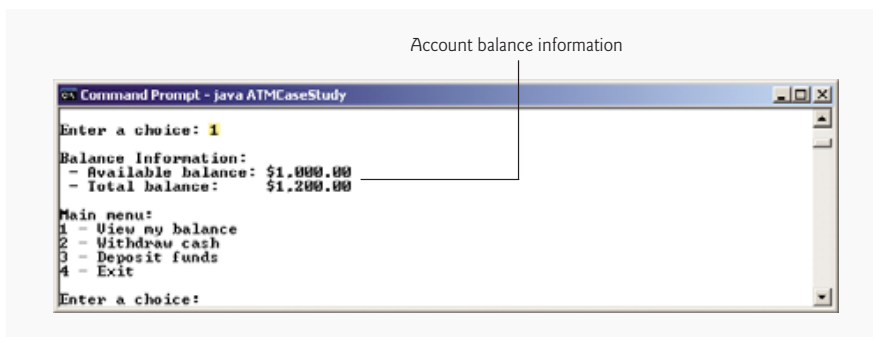 Account balance information
Command Prompt - java ATMCaseStudy
Enter a choice: 1
Balance Information:
- Available balance: $1,000.00
- Total balance: $1,200.00
Main menu:
1 - View my balance
2 - Withdraw cash
3 - Deposit funds
4 - Exit
Enter a choice: